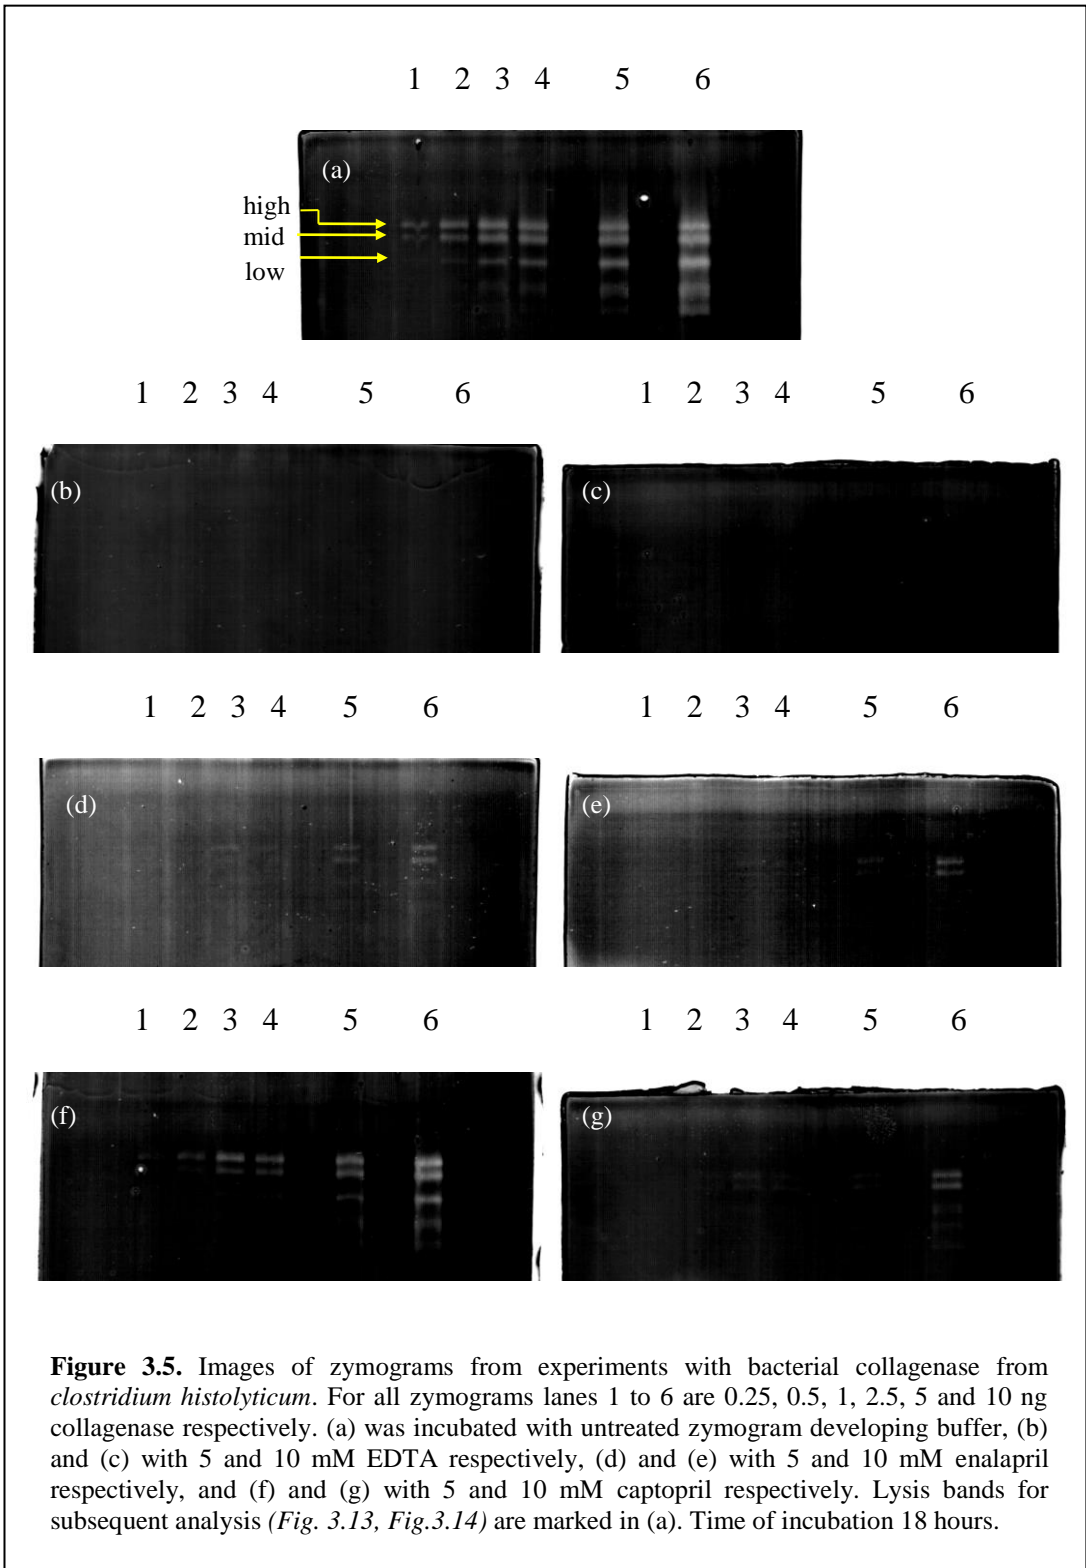 1 2 3 4 5 6
(a)
high
mid
low
1 2 3 4 5 6 1 2 3 4 5 6
(b) (c)
1 2 3 4 5 6 1 2 3 4 5 6
(d) (e)
1 2 3 4 5 6 1 2 3 4 5 6
(f) (g)
Figure 3.5. Images of zymograms from experiments with bacterial collagenase from
clostridium histolyticum. For all zymograms lanes 1 to 6 are 0.25, 0.5, 1, 2.5, 5 and 10 ng
collagenase respectively. (a) was incubated with untreated zymogram developing buffer, (b)
and (c) with 5 and 10 mM EDTA respectively, (d) and (e) with 5 and 10 mM enalapril
respectively, and (f) and (g) with 5 and 10 mM captopril respectively. Lysis bands for
subsequent analysis (Fig. 3.13, Fig.3.14) are marked in (a). Time of incubation 18 hours.